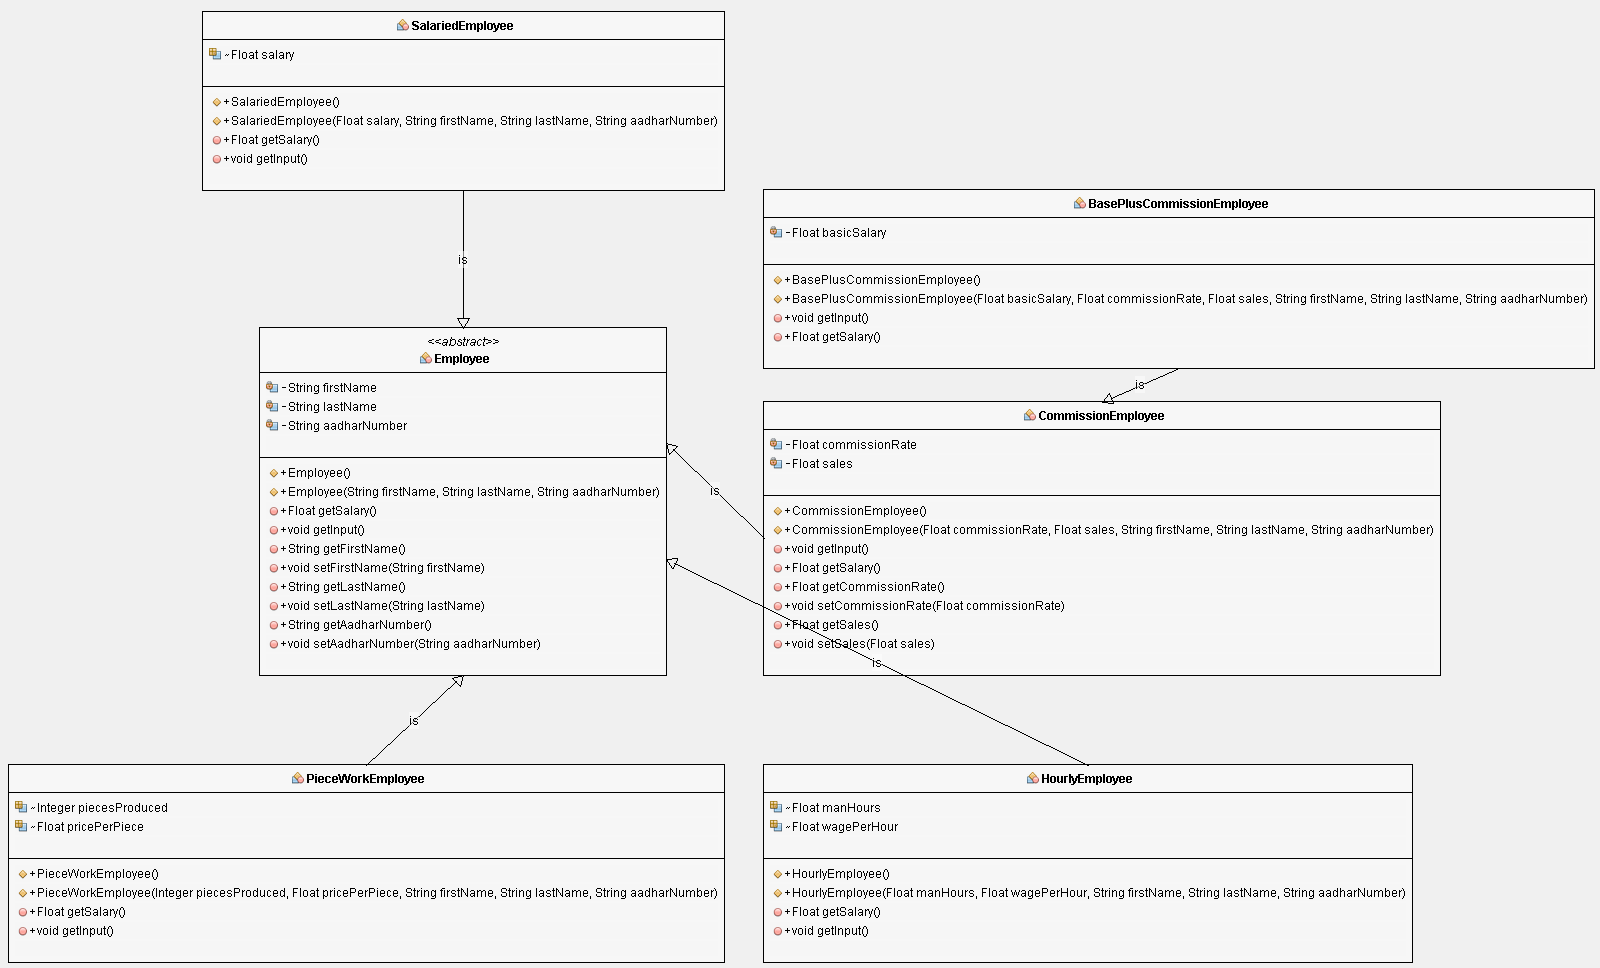 SalariedEmployee
~Float salary
+SalariedEmployee()
+SalariedEmployee(Float salary, String firstName, String lastName, String aadharNumber)
+Float getSalary()
+void getInput()
is
BasePlusCommissionEmployee
-Float basicSalary
+BasePlusCommissionEmployee()
+BasePlusCommissionEmployee(Float basicSalary, Float commissionRate, Float sales, String firstName, String lastName, String aadharNumber)
+void getInput()
+Float getSalary()
is
<<abstract>>
Employee
-String firstName
-String lastName
-String aadharNumber
+Employee()
+Employee(String firstName, String lastName, String aadharNumber)
+Float getSalary()
+void getInput()
+String getFirstName()
+void setFirstName(String firstName)
+String getLastName()
+void setLastName(String lastName)
+String getAadharNumber()
+void setAadharNumber(String aadharNumber)
is
CommissionEmployee
-Float commissionRate
-Float sales
+CommissionEmployee()
+CommissionEmployee(Float commissionRate, Float sales, String firstName, String lastName, String aadharNumber)
+void getInput()
+Float getSalary()
+Float getCommissionRate()
+void setCommissionRate(Float commissionRate)
+Float getSales()
+void setSales(Float sales)
is
is
PieceWorkEmployee
~Integer piecesProduced
~Float pricePerPiece
+PieceWorkEmployee()
+PieceWorkEmployee(Integer piecesProduced, Float pricePerPiece, String firstName, String lastName, String aadharNumber)
+Float getSalary()
+void getInput()
HourlyEmployee
~Float manHours
~Float wagePerHour
+HourlyEmployee()
+HourlyEmployee(Float manHours, Float wagePerHour, String firstName, String lastName, String aadharNumber)
+Float getSalary()
+void getInput()